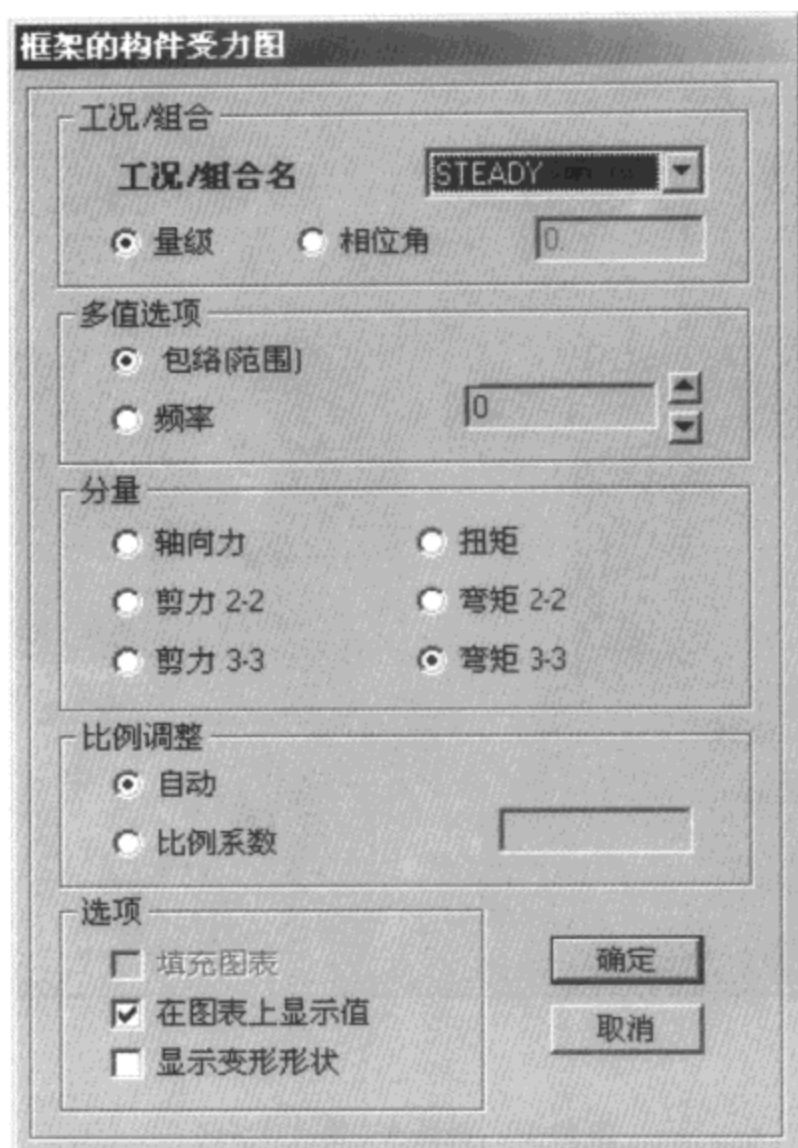 框架的构件受力图
工况/组合
工况/组合名 STEADY
量级 相位角 0.
多值选项
包络(范围)
频率 0
分量
轴向力 扭矩
剪力 2-2 弯矩 2-2
剪力 3-3 弯矩 3-3
比例调整
自动
比例系数
选项
填充图表
在图表上显示值
显示变形形状
确定
取消